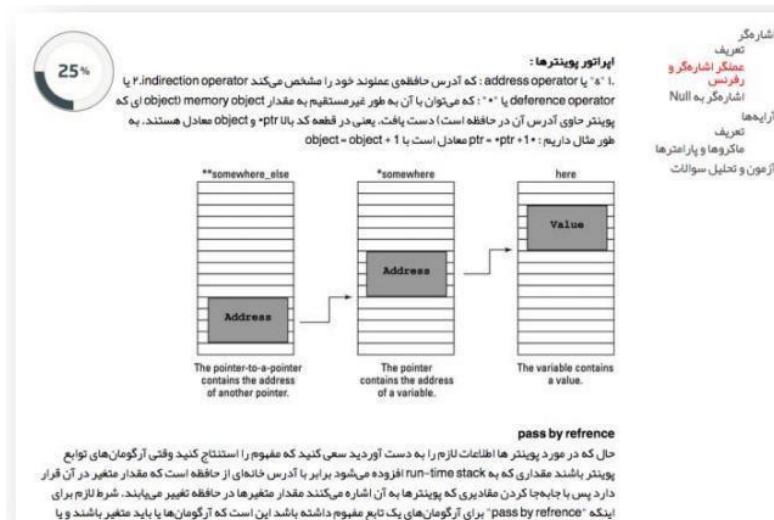 اشاره‌گر
تعریف
عملگر اشاره‌گر و
رفرنس
اشاره‌گر به Null
آرایه‌ها
تعریف
ماکروها و پارامترها
آزمون و تحلیل سوالات
25%
اپراتور پوینترها :
.۱ "&" یا address operator : که آدرس حافظه‌ی عملوند خود را مشخص می‌کند ۲.indirection operator یا
deference operator یا "*" : که می‌توان با آن به طور غیرمستقیم به مقدار memory object (object ای که
پوینتر حاوی آدرس آن در حافظه است) دست یافت. یعنی در قطعه کد بالا ptr* و object معادل هستند. به
طور مثال داریم : *ptr = *ptr +1 معادل است با object = object + 1
**somewhere_else
*somewhere
here
Value
Address
Address
The pointer-to-a-pointer
contains the address
of another pointer.
The pointer
contains the address
of a variable.
The variable contains
a value.
pass by refrence
حال که در مورد پوینتر ها اطلاعات لازم را به دست آوردید سعی کنید که مفهوم را استنتاج کنید وقتی آرگومان‌های توابع
پوینتر باشند مقداری که به run-time stack افزوده می‌شود برابر با آدرس خانه‌ای از حافظه است که مقدار متغیر در آن قرار
دارد پس با جابه‌جا کردن مقادیری که پوینترها به آن اشاره می‌کنند مقدار متغیرها در حافظه تغییر می‌یابند. شرط لازم برای
اینکه "pass by refrence" برای آرگومان‌های یک تابع مفهوم داشته باشد این است که آرگومان‌ها یا باید متغیر باشند و یا